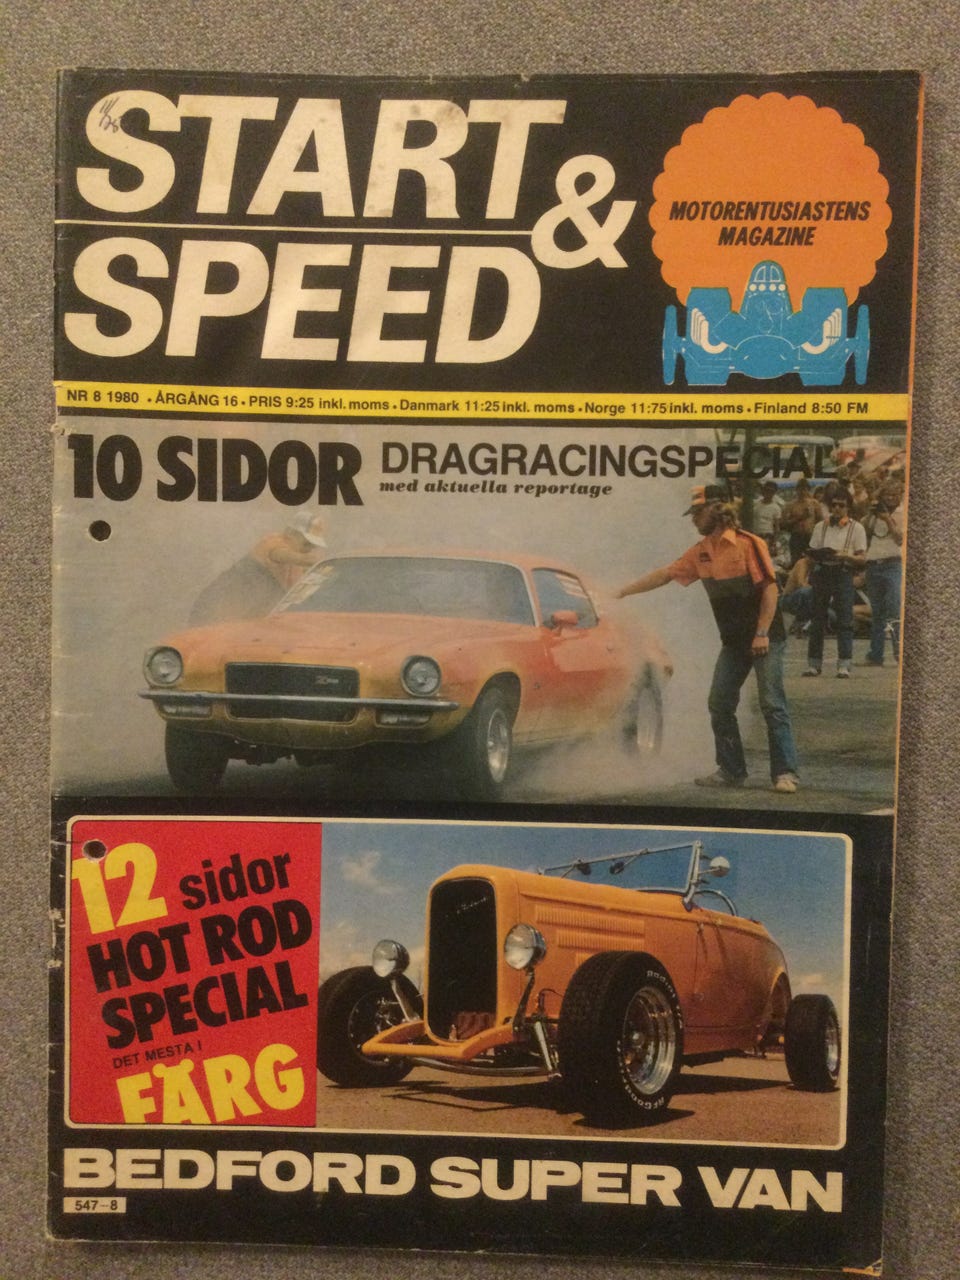 START
&
SPEED
MOTORENTUSIASTENS
MAGAZINE
NR 8 1980 • ÅRGÅNG 16 • PRIS 9:25 inkl. moms • Danmark 11:25 inkl. moms • Norge 11:75 inkl. moms • Finland 8:50 FM
10 SIDOR
DRAGRACINGSPECIAL
med aktuella reportage
12 sidor
HOT ROD
SPECIAL
DET MESTA I
FÄRG
BEDFORD SUPER VAN
547-8